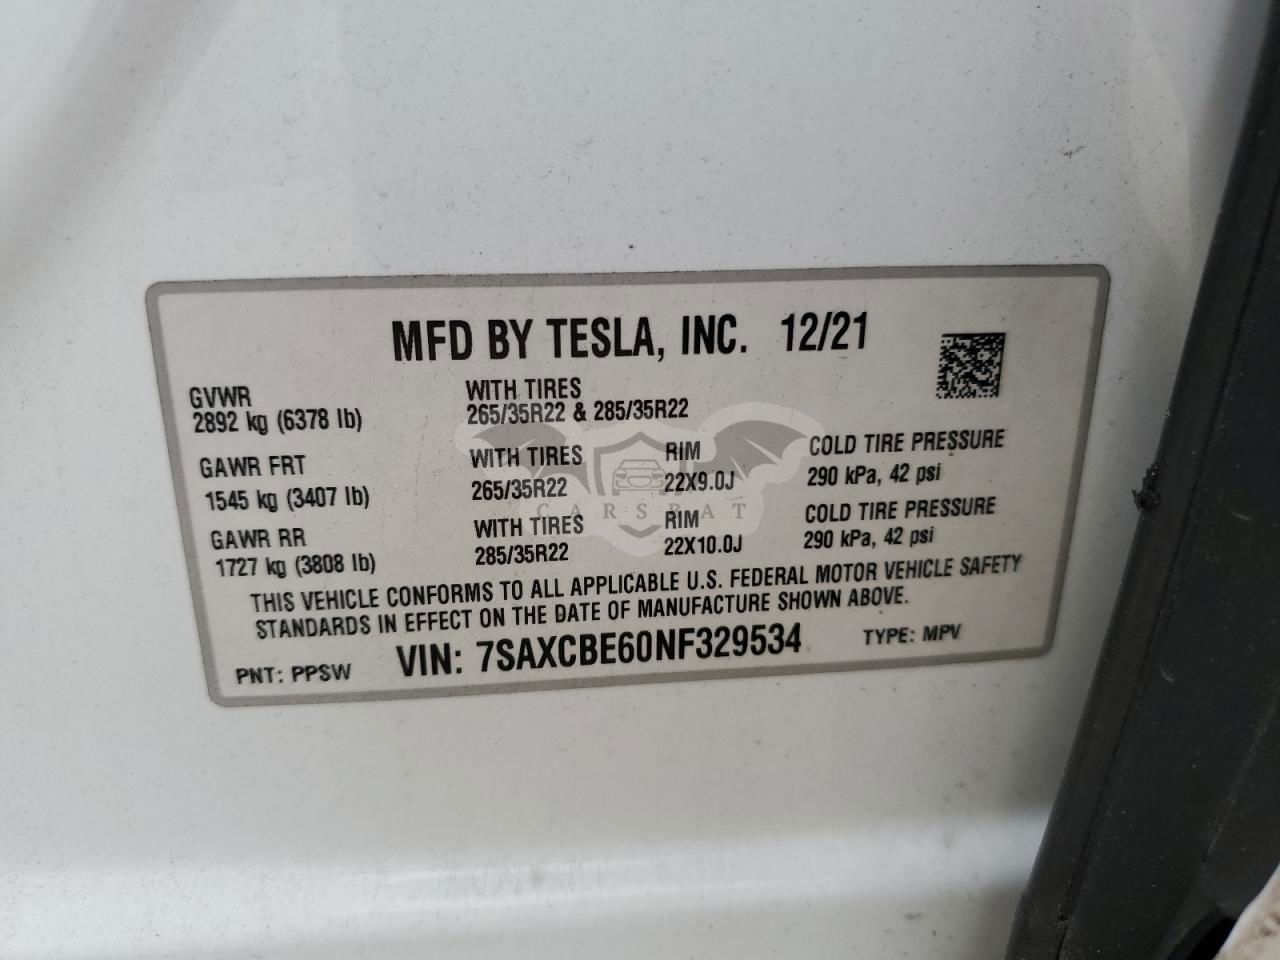 MFD BY TESLA, INC. 12/21
GVWR WITH TIRES
2892 kg (6378 lb) 265/35R22 & 285/35R22
GAWR FRT WITH TIRES RIM COLD TIRE PRESSURE
1545 kg (3407 lb) 265/35R22 22X9.0J 290 kPa, 42 psi
GAWR RR WITH TIRES RIM COLD TIRE PRESSURE
1727 kg (3808 lb) 285/35R22 22X10.0J 290 kPa, 42 psi
THIS VEHICLE CONFORMS TO ALL APPLICABLE U.S. FEDERAL MOTOR VEHICLE SAFETY
STANDARDS IN EFFECT ON THE DATE OF MANUFACTURE SHOWN ABOVE.
PNT: PPSW VIN: 7SAXCBE60NF329534 TYPE: MPV
CARSBAT